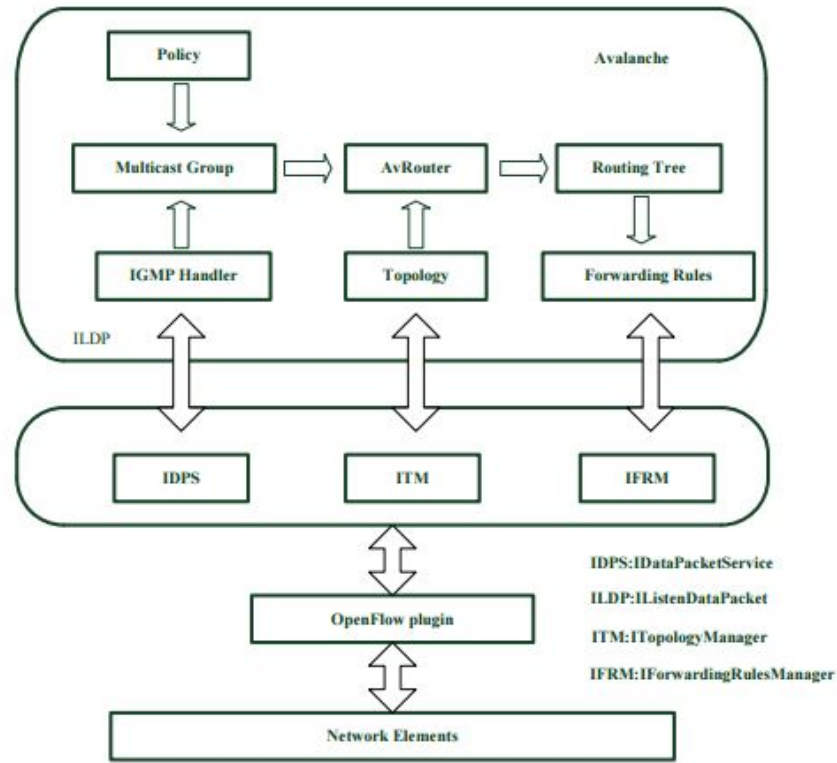 Policy
Avalanche
Multicast Group
AvRouter
Routing Tree
IGMP Handler
Topology
Forwarding Rules
ILDP
IDPS
ITM
IFRM
IDPS:IDataPacketService
ILDP:IListenDataPacket
OpenFlow plugin
ITM:ITopologyManager
IFRM:IForwardingRulesManager
Network Elements